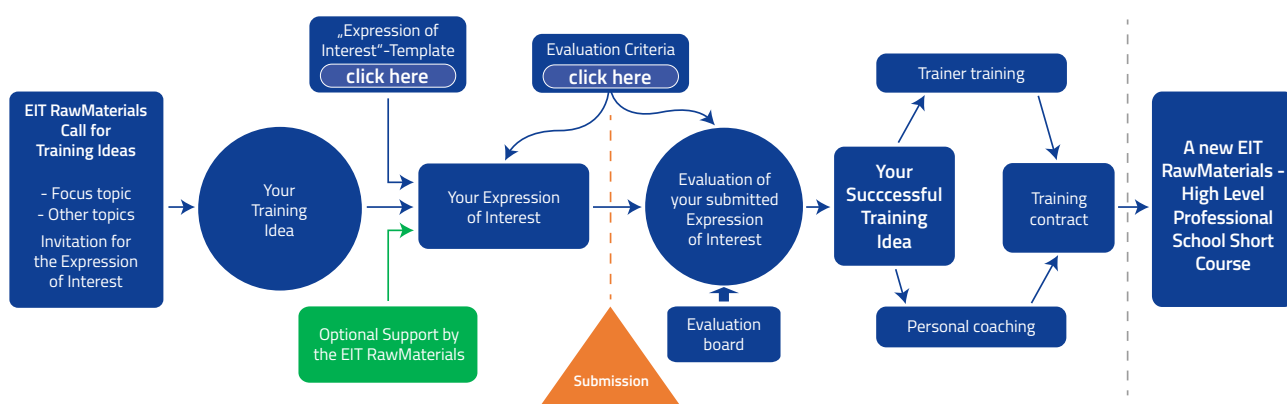 „Expression of
Interest“-Template
click here
Evaluation Criteria
click here
Trainer training
EIT RawMaterials
Call for
Training Ideas
- Focus topic
- Other topics
Invitation for
the Expression
of Interest
Your
Training
Idea
Your Expression
of Interest
Evaluation of
your submitted
Expression
of Interest
Your
Succcessful
Training
Idea
Training
contract
A new EIT
RawMaterials -
High Level
Professional
School Short
Course
Optional Support by
the EIT RawMaterials
Submission
Evaluation
board
Personal coaching